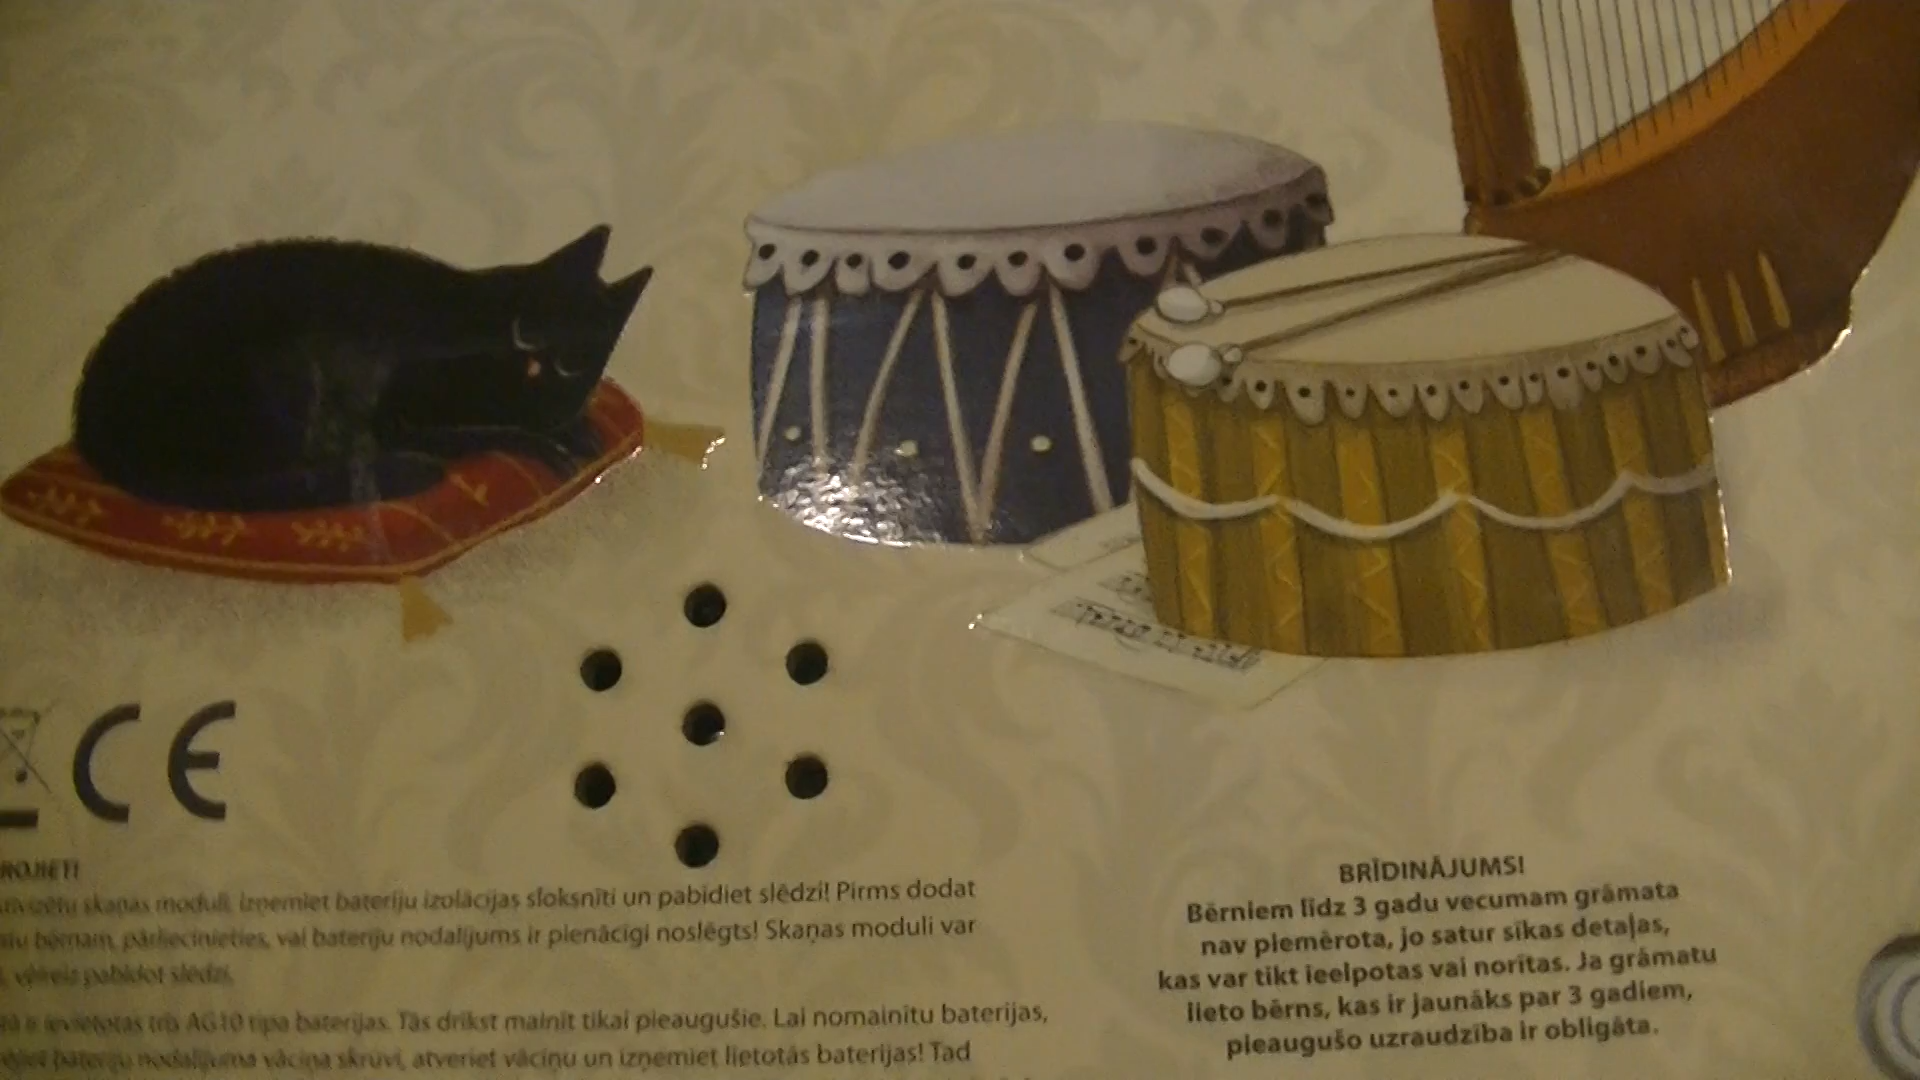 CE
skaņas moduli, izņemiet bateriju izolācijas sloksnīti un pabīdiet slēdzi! Pirms dodat
bērnam, pārliecinieties, vai bateriju nodalījums ir pienācīgi noslēgts! Skaņas moduli var
vēlreiz pabīdot slēdzi.
ir ievietotas trīs AG10 tipa baterijas. Tās drīkst mainīt tikai pieaugušie. Lai nomainītu baterijas,
bateriju nodalījuma vāciņa skrūvi, atveriet vāciņu un izņemiet lietotās baterijas! Tad
BRĪDINĀJUMS!
Bērniem līdz 3 gadu vecumam grāmata
nav piemērota, jo satur sīkas detaļas,
kas var tikt ieelpotas vai norītas. Ja grāmatu
lieto bērns, kas ir jaunāks par 3 gadiem,
pieaugušo uzraudzība ir obligāta.